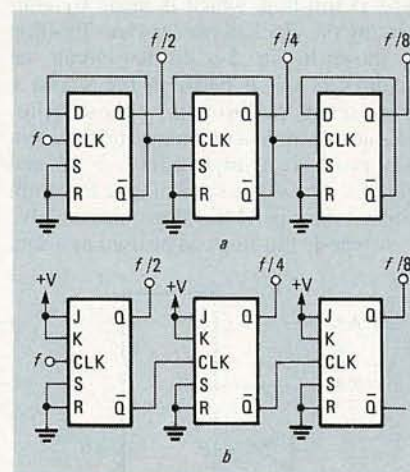 f/2 f/4 f/8
D Q D Q D Q
f CLK CLK CLK
S S S
R Q̅ R Q̅ R Q̅
a
f/2 f/4 f/8
+V +V +V
J Q J Q J Q
K K K
f CLK CLK CLK
S S S
R Q̅ R Q̅ R Q̅
b